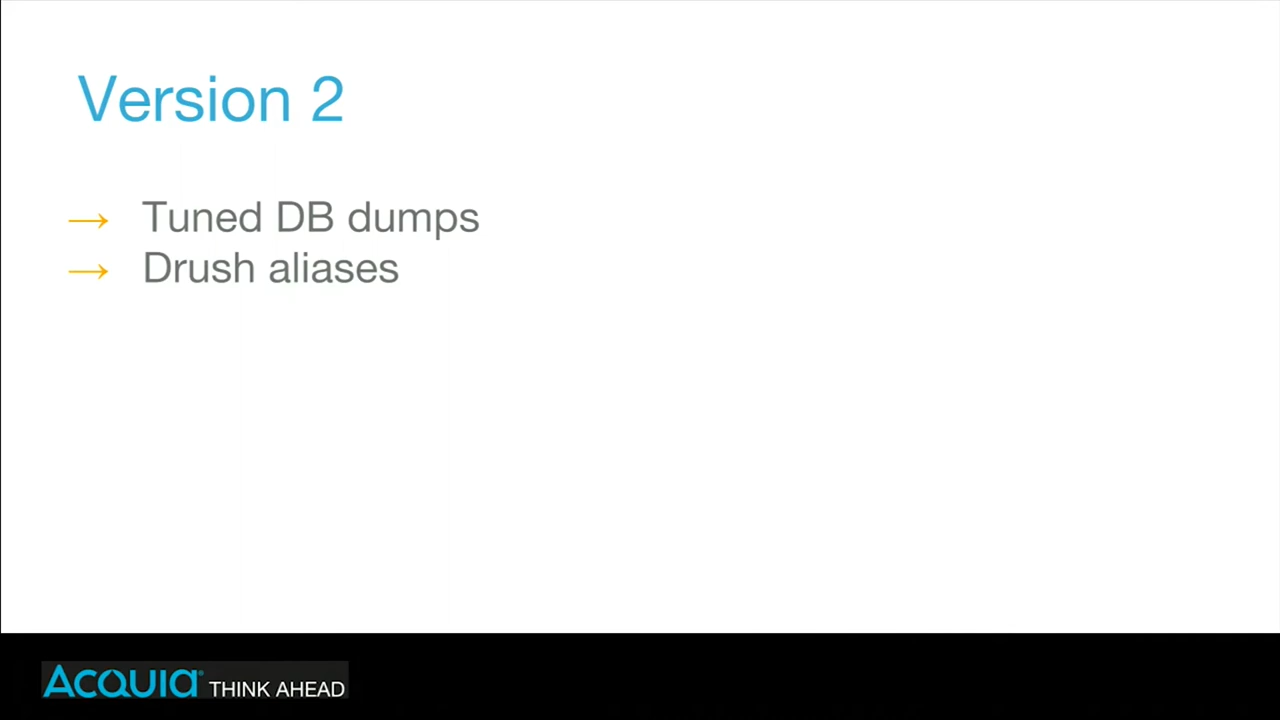 Version 2
→ Tuned DB dumps
→ Drush aliases
ACQUIA® THINK AHEAD